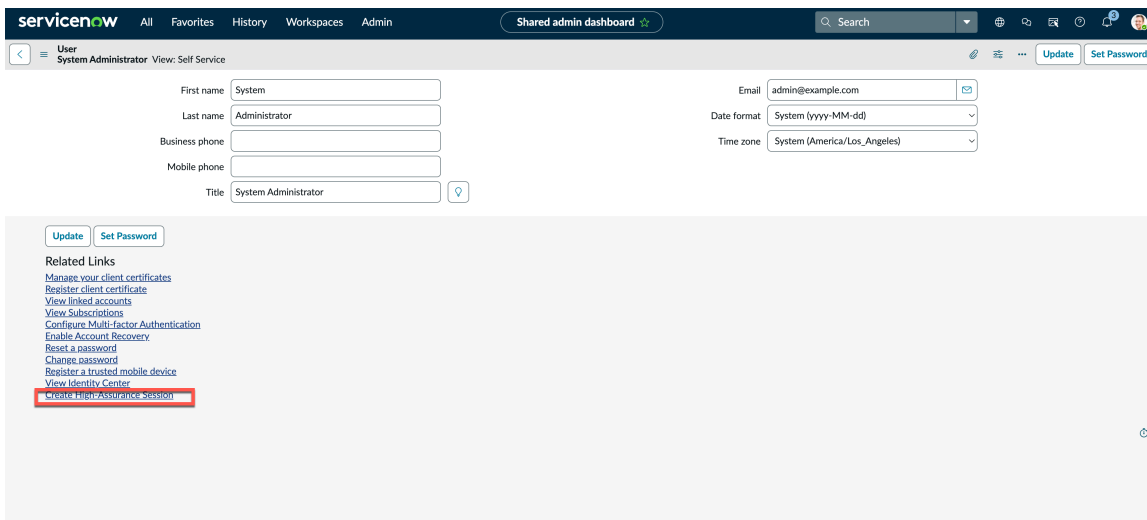 servicenow All Favorites History Workspaces Admin Shared admin dashboard Search 3
User
System Administrator View: Self Service Update Set Password
First name System
Last name Administrator
Business phone
Mobile phone
Title System Administrator
Email admin@example.com
Date format System (yyyy-MM-dd)
Time zone System (America/Los_Angeles)
Update Set Password
Related Links
Manage your client certificates
Register client certificate
View linked accounts
View Subscriptions
Configure Multi-factor Authentication
Enable Account Recovery
Reset a password
Change password
Register a trusted mobile device
View Identity Center
Create High-Assurance Session